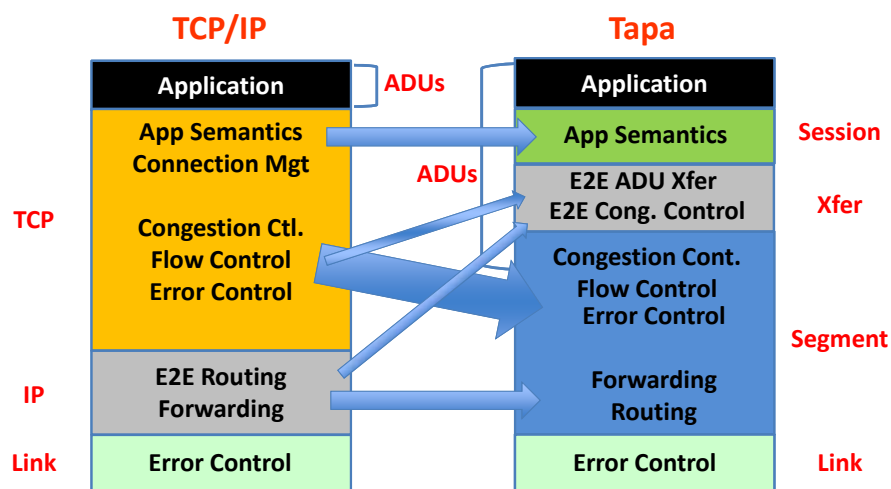 TCP/IP
Tapa
Application
ADUs
Application
App Semantics
Connection Mgt
App Semantics
Session
ADUs
E2E ADU Xfer
E2E Cong. Control
Xfer
TCP
Congestion Ctl.
Flow Control
Error Control
Congestion Cont.
Flow Control
Error Control
Segment
IP
E2E Routing
Forwarding
Forwarding
Routing
Link
Error Control
Error Control
Link